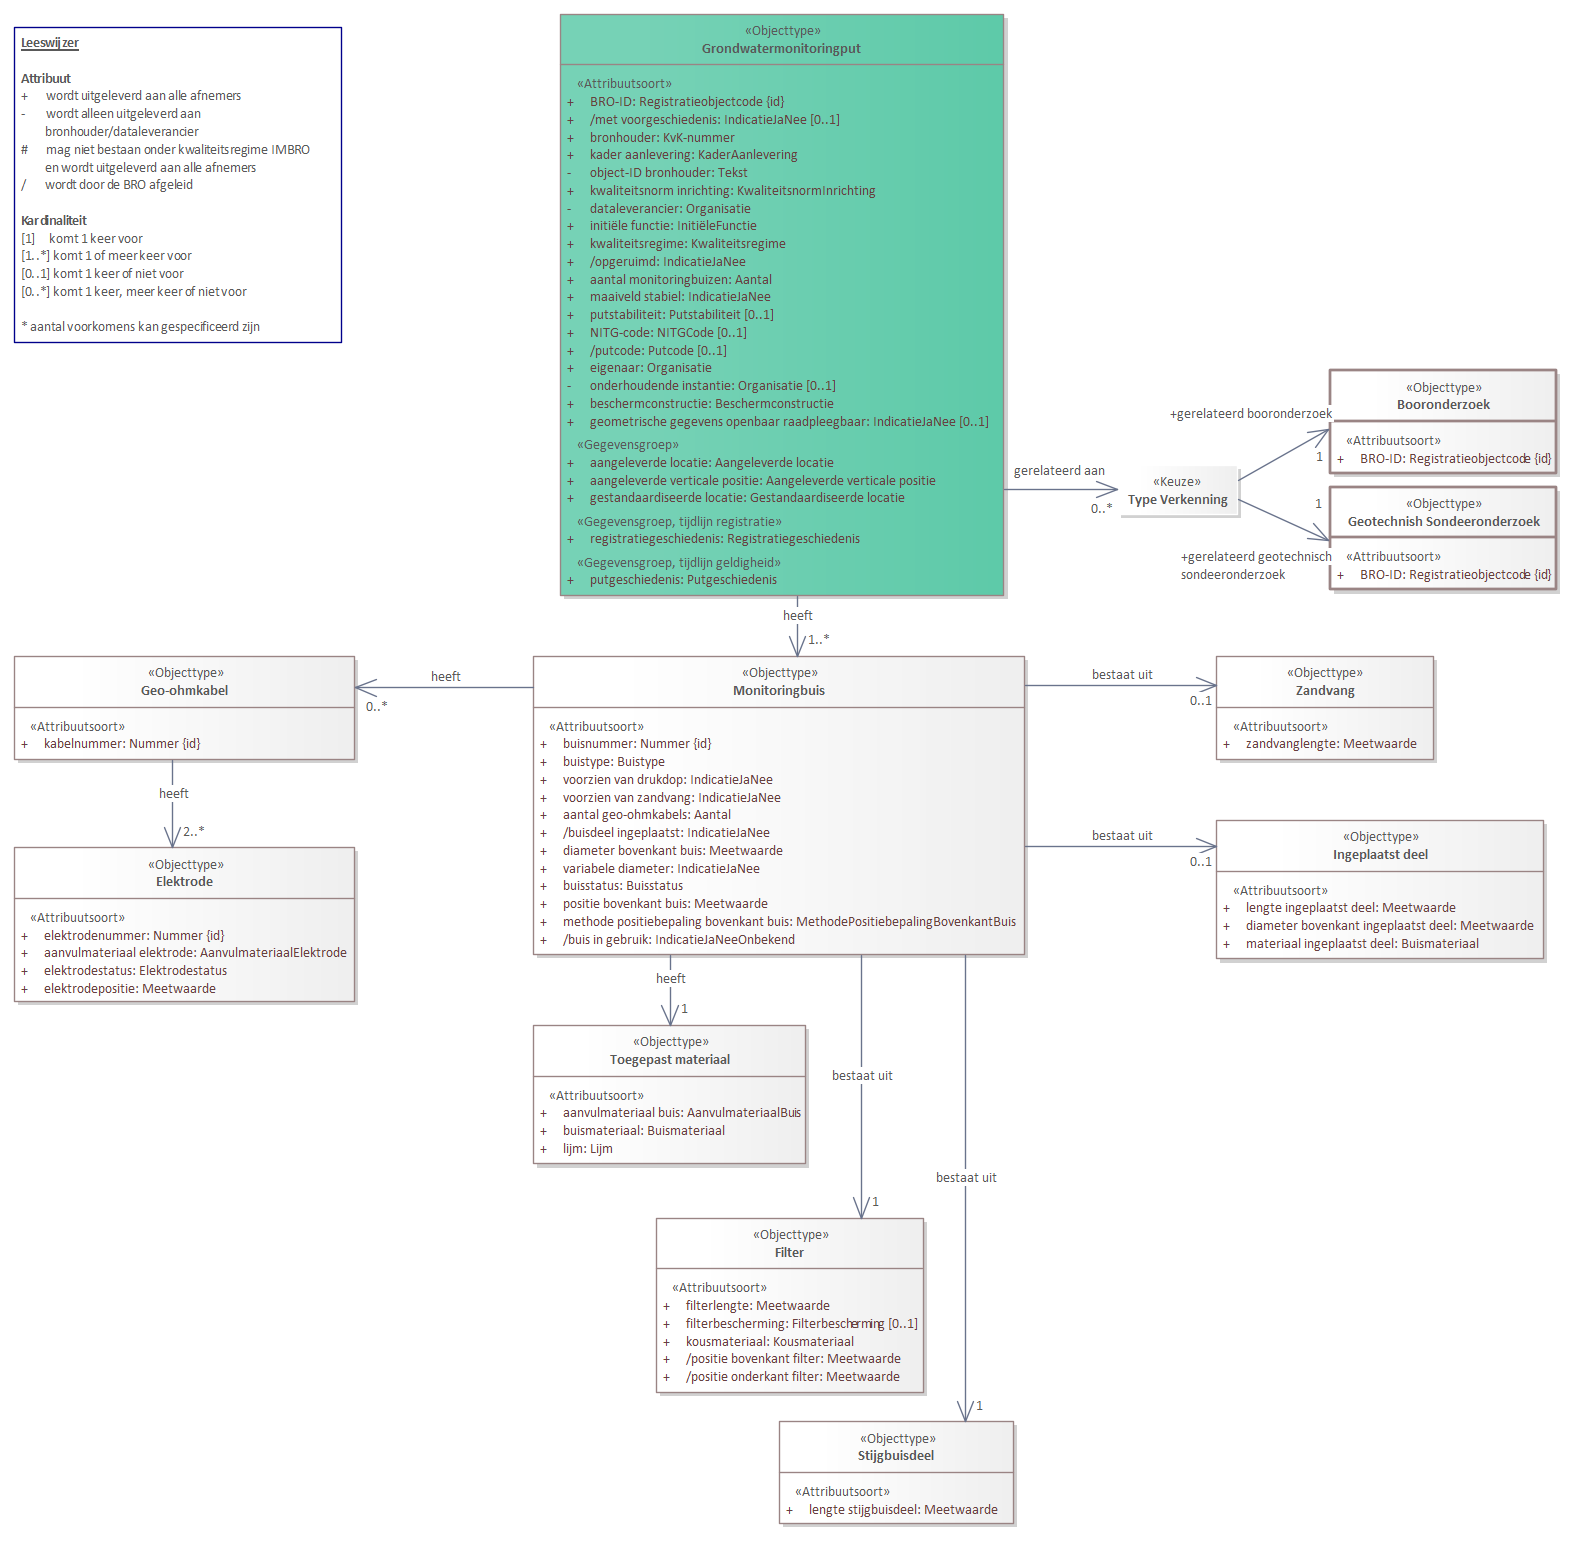 Leeswijzer
Attribuut
+ wordt uitgeleverd aan alle afnemers
- wordt alleen uitgeleverd aan
bronhouder/dataleverancier
# mag niet bestaan onder kwaliteitsregime IMBRO
en wordt uitgeleverd aan alle afnemers
/ wordt door de BRO afgeleid
Kardinaliteit
[1] komt 1 keer voor
[1..*] komt 1 of meer keer voor
[0..1] komt 1 keer of niet voor
[0..*] komt 1 keer, meer keer of niet voor
* aantal voorkomens kan gespecificeerd zijn
«Objecttype»
Grondwatermonitoringput
«Attribuutsoort»
+ BRO-ID: Registratieobjectcode {id}
+ /met voorgeschiedenis: IndicatieJaNee [0..1]
+ bronhouder: KvK-nummer
+ kader aanlevering: KaderAanlevering
- object-ID bronhouder: Tekst
+ kwaliteitsnorm inrichting: KwaliteitsnormInrichting
- dataleverancier: Organisatie
+ initiële functie: InitiëleFunctie
+ kwaliteitsregime: Kwaliteitsregime
+ /opgeruimd: IndicatieJaNee
+ aantal monitoringbuizen: Aantal
+ maaiveld stabiel: IndicatieJaNee
+ putstabiliteit: Putstabiliteit [0..1]
+ NITG-code: NITGCode [0..1]
+ /putcode: Putcode [0..1]
+ eigenaar: Organisatie
- onderhoudende instantie: Organisatie [0..1]
+ beschermconstructie: Beschermconstructie
+ geometrische gegevens openbaar raadpleegbaar: IndicatieJaNee [0..1]
«Gegevensgroep»
+ aangeleverde locatie: Aangeleverde locatie
+ aangeleverde verticale positie: Aangeleverde verticale positie
+ gestandaardiseerde locatie: Gestandaardiseerde locatie
«Gegevensgroep, tijdlijn registratie»
+ registratiegeschiedenis: Registratiegeschiedenis
«Gegevensgroep, tijdlijn geldigheid»
+ putgeschiedenis: Putgeschiedenis
gerelateerd aan
0..*
«Keuze»
Type Verkenning
+gerelateerd booronderzoek
1
«Objecttype»
Booronderzoek
«Attribuutsoort»
+ BRO-ID: Registratieobjectcode {id}
1
+gerelateerd geotechnisch
sondeeronderzoek
«Objecttype»
Geotechnish Sondeeronderzoek
«Attribuutsoort»
+ BRO-ID: Registratieobjectcode {id}
heeft
1..*
«Objecttype»
Geo-ohmkabel
«Attribuutsoort»
+ kabelnummer: Nummer {id}
heeft
0..*
«Objecttype»
Monitoringbuis
«Attribuutsoort»
+ buisnummer: Nummer {id}
+ buistype: Buistype
+ voorzien van drukdop: IndicatieJaNee
+ voorzien van zandvang: IndicatieJaNee
+ aantal geo-ohmkabels: Aantal
+ /buisdeel ingeplaatst: IndicatieJaNee
+ diameter bovenkant buis: Meetwaarde
+ variabele diameter: IndicatieJaNee
+ buisstatus: Buisstatus
+ positie bovenkant buis: Meetwaarde
+ methode positiebepaling bovenkant buis: MethodePositiebepalingBovenkantBuis
+ /buis in gebruik: IndicatieJaNeeOnbekend
bestaat uit
0..1
«Objecttype»
Zandvang
«Attribuutsoort»
+ zandvanglengte: Meetwaarde
heeft
2..*
«Objecttype»
Elektrode
«Attribuutsoort»
+ elektrodenummer: Nummer {id}
+ aanvulmateriaal elektrode: AanvulmateriaalElektrode
+ elektrodestatus: Elektrodestatus
+ elektrodepositie: Meetwaarde
bestaat uit
0..1
«Objecttype»
Ingeplaatst deel
«Attribuutsoort»
+ lengte ingeplaatst deel: Meetwaarde
+ diameter bovenkant ingeplaatst deel: Meetwaarde
+ materiaal ingeplaatst deel: Buismateriaal
heeft
1
«Objecttype»
Toegepast materiaal
«Attribuutsoort»
+ aanvulmateriaal buis: AanvulmateriaalBuis
+ buismateriaal: Buismateriaal
+ lijm: Lijm
bestaat uit
1
«Objecttype»
Filter
«Attribuutsoort»
+ filterlengte: Meetwaarde
+ filterbescherming: Filterbescherming [0..1]
+ kousmateriaal: Kousmateriaal
+ /positie bovenkant filter: Meetwaarde
+ /positie onderkant filter: Meetwaarde
bestaat uit
1
«Objecttype»
Stijgbuisdeel
«Attribuutsoort»
+ lengte stijgbuisdeel: Meetwaarde